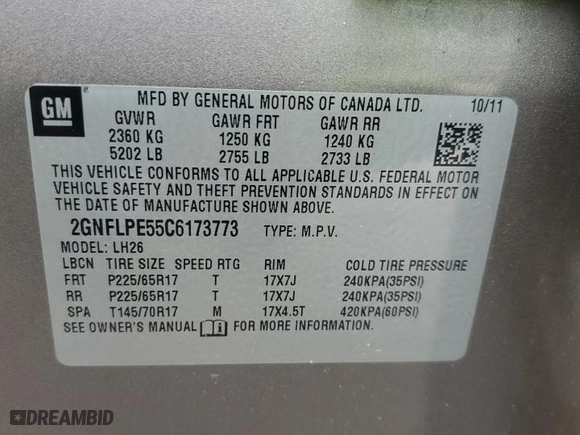 GM
MFD BY GENERAL MOTORS OF CANADA LTD. 10/11
GVWR GAWR FRT GAWR RR
2360 KG 1250 KG 1240 KG
5202 LB 2755 LB 2733 LB
THIS VEHICLE CONFORMS TO ALL APPLICABLE U.S. FEDERAL MOTOR
VEHICLE SAFETY AND THEFT PREVENTION STANDARDS IN EFFECT ON
THE DATE OF MANUFACTURE SHOWN ABOVE.
2GNFLPE55C6173773 TYPE: M.P.V.
MODEL: LH26
LBCN TIRE SIZE SPEED RTG RIM COLD TIRE PRESSURE
FRT P225/65R17 T 17X7J 240KPA(35PSI)
RR P225/65R17 T 17X7J 240KPA(35PSI)
SPA T145/70R17 M 17X4.5T 420KPA(60PSI)
SEE OWNER'S MANUAL FOR MORE INFORMATION.
DREAMBID